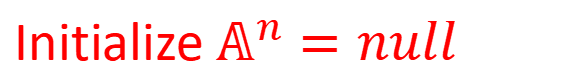 Initialize 𝔸ⁿ = null